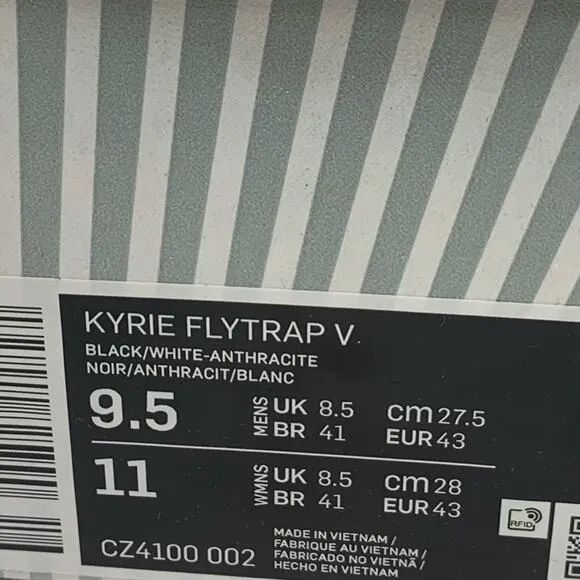 KYRIE FLYTRAP V
BLACK/WHITE-ANTHRACITE
NOIR/ANTHRACIT/BLANC
9.5 MENS UK 8.5 cm 27.5
BR 41 EUR 43
11 WMNS UK 8.5 cm 28
BR 41 EUR 43
RFID
CZ4100 002
MADE IN VIETNAM /
FABRIQUE AU VIETNAM /
FABRICADO NO VIETNÃ /
HECHO EN VIETNAM